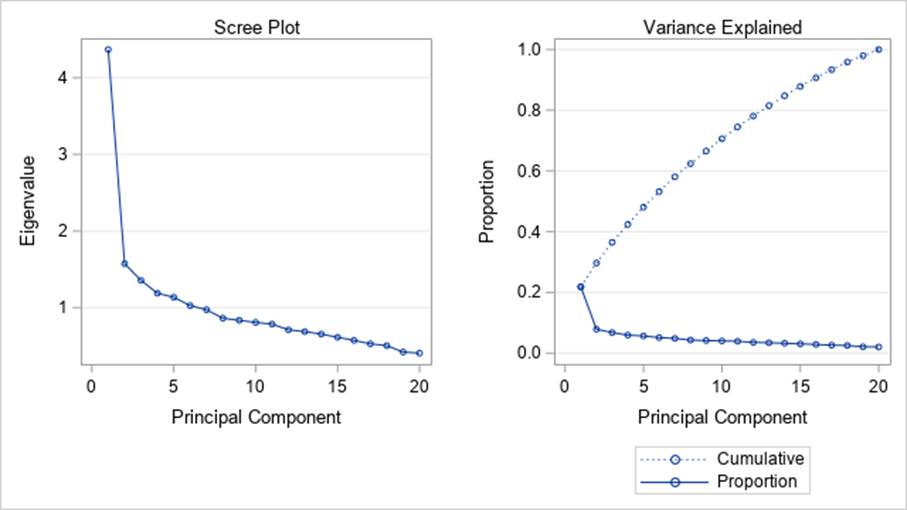 Scree Plot
4
3
2
1
Eigenvalue
0 5 10 15 20
Principal Component
Variance Explained
1.0
0.8
0.6
0.4
0.2
0.0
Proportion
0 5 10 15 20
Principal Component
Cumulative
Proportion